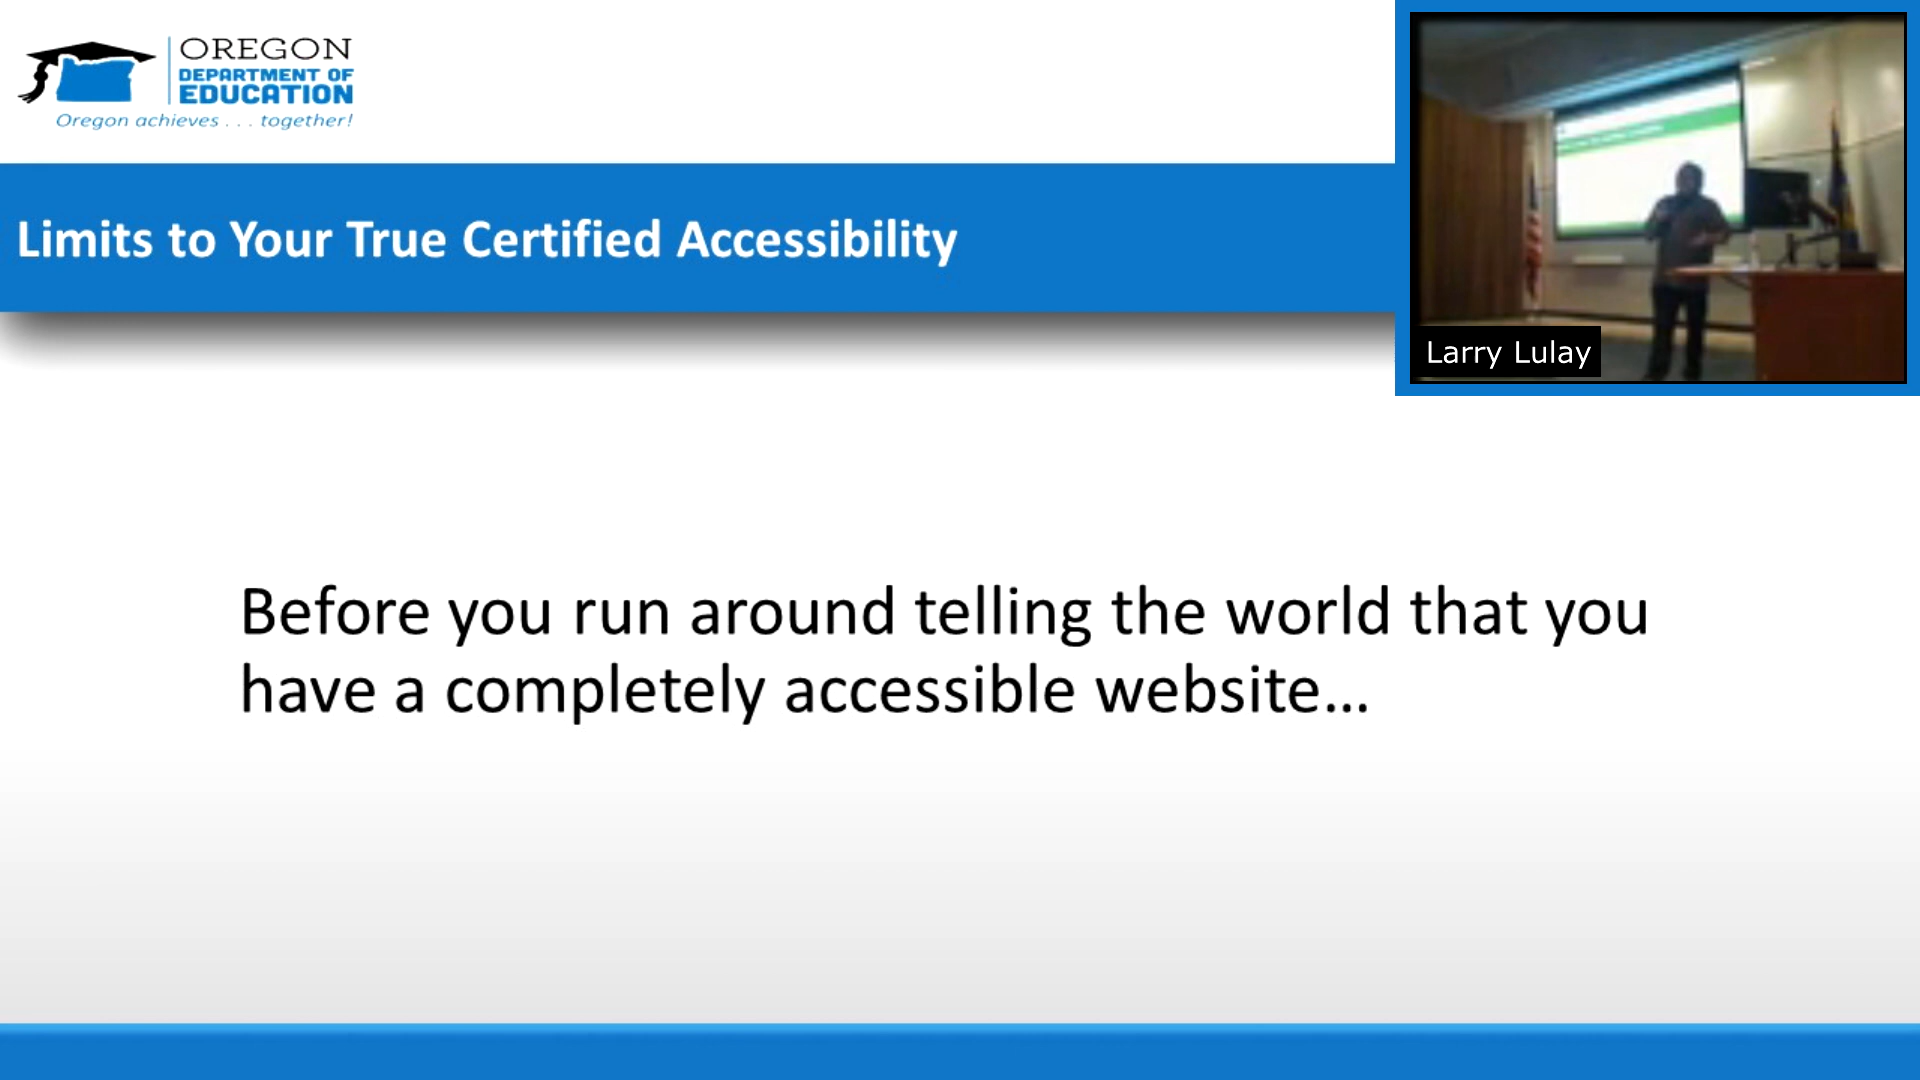 OREGON
DEPARTMENT OF
EDUCATION
Oregon achieves . . . together!
Limits to Your True Certified Accessibility
Larry Lulay
Before you run around telling the world that you
have a completely accessible website…